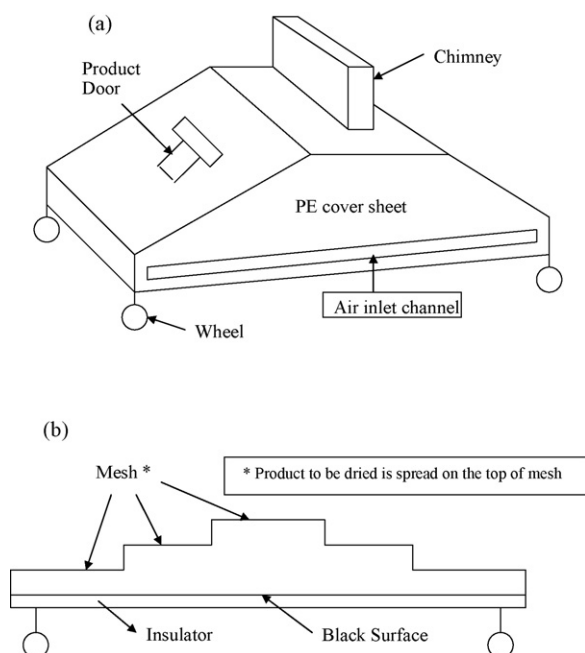 (a)
Chimney
Product
Door
PE cover sheet
Air inlet channel
Wheel
(b)
Mesh *
* Product to be dried is spread on the top of mesh
Insulator
Black Surface